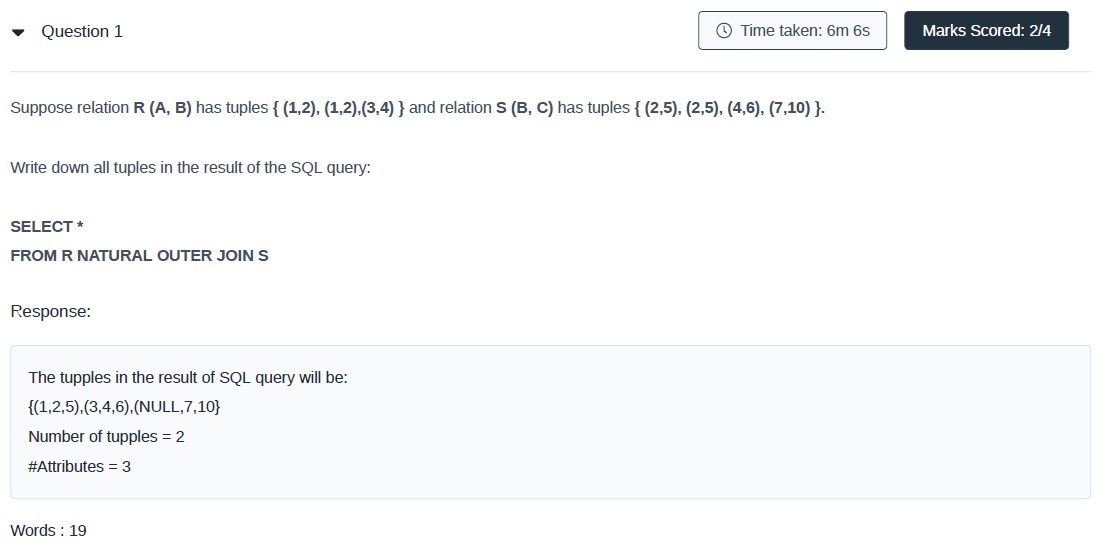 Question 1
Time taken: 6m 6s
Marks Scored: 2/4
Suppose relation R (A, B) has tuples { (1,2), (1,2),(3,4) } and relation S (B, C) has tuples { (2,5), (2,5), (4,6), (7,10) }.
Write down all tuples in the result of the SQL query:
SELECT *
FROM R NATURAL OUTER JOIN S
Response:
The tupples in the result of SQL query will be:
{(1,2,5),(3,4,6),(NULL,7,10}
Number of tupples = 2
#Attributes = 3
Words : 19